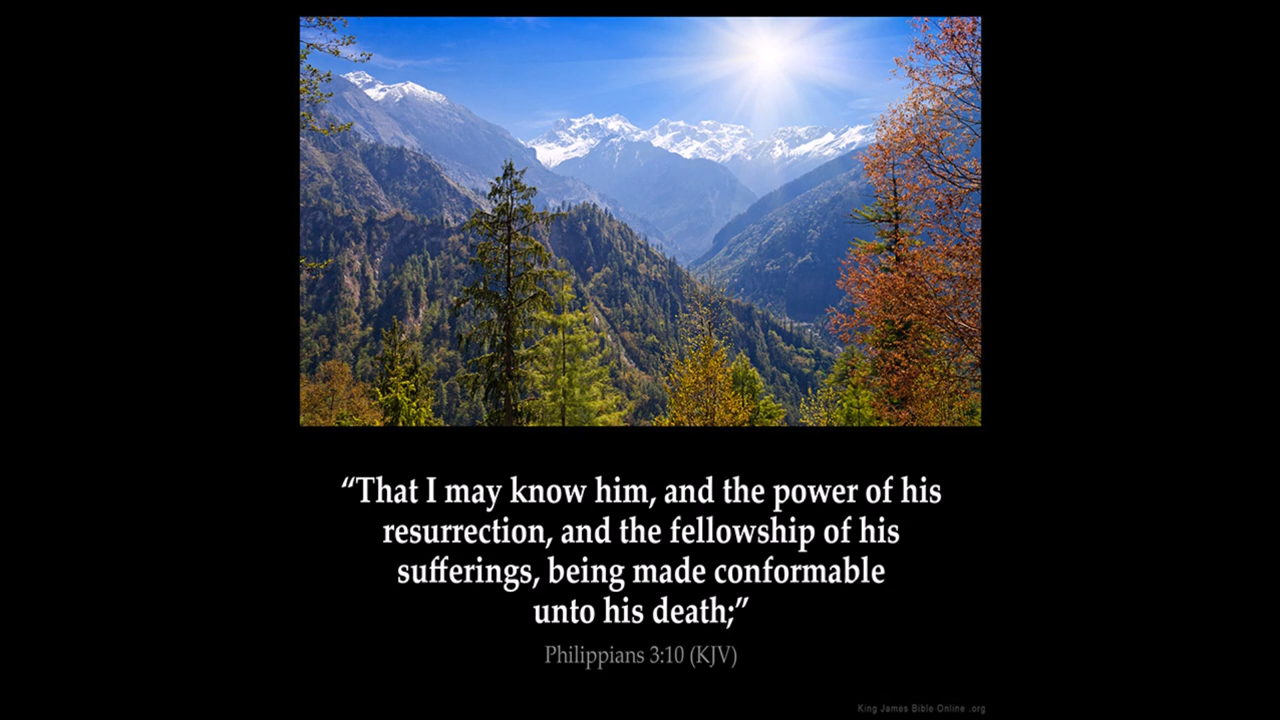 “That I may know him, and the power of his
resurrection, and the fellowship of his
sufferings, being made conformable
unto his death;”
Philippians 3:10 (KJV)
King James Bible Online .org